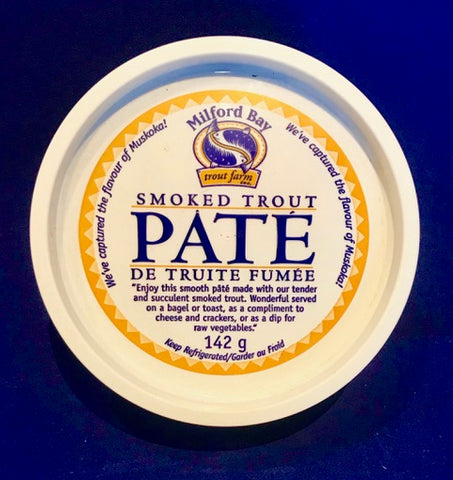 Milford Bay
trout farm
INC.
We've captured the flavour of Muskoka!
We've captured the flavour of Muskoka!
SMOKED TROUT
PÂTÉ
DE TRUITE FUMÉE
"Enjoy this smooth pâté made with our tender
and succulent smoked trout. Wonderful served
on a bagel or toast, as a compliment to
cheese and crackers, or as a dip for
raw vegetables."
142 g
Keep Refrigerated/Garder au Froid